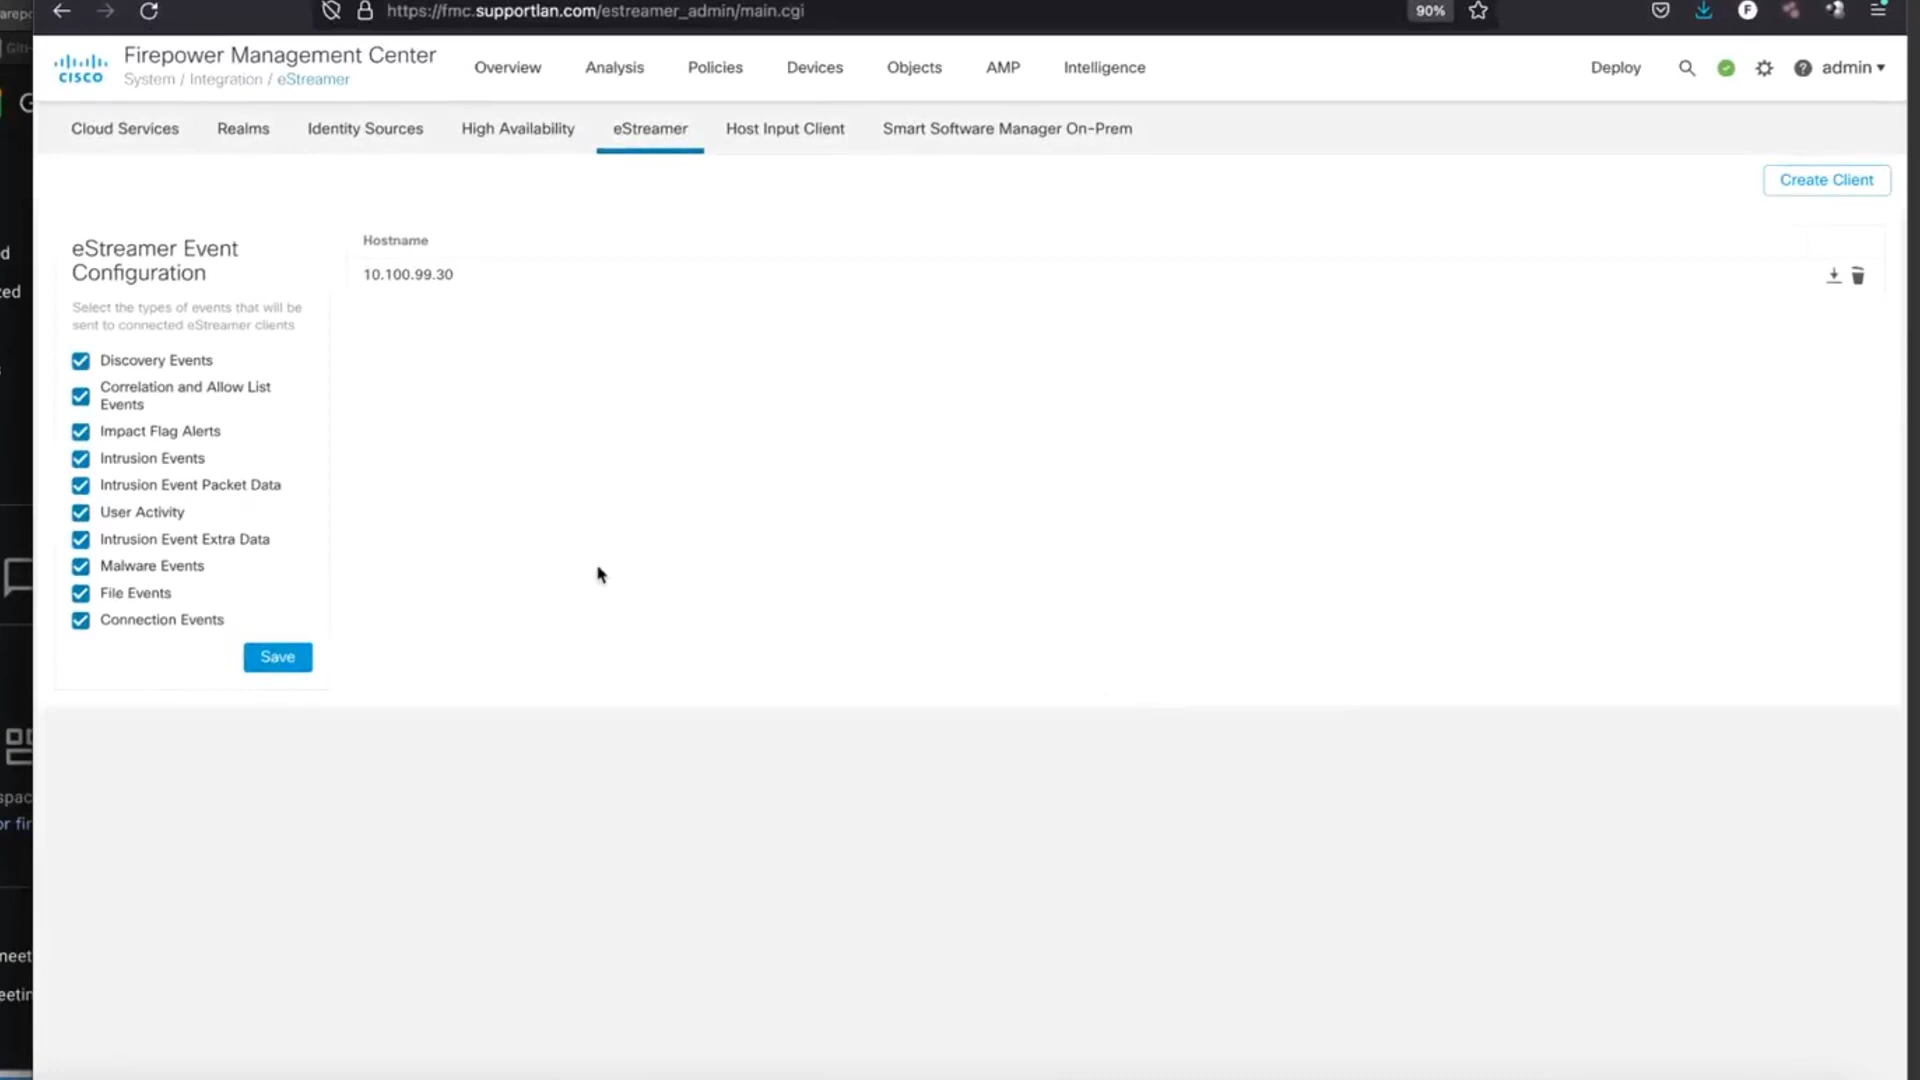 https://fmc.supportlan.com/estreamer_admin/main.cgi
90%
F
CISCO
Firepower Management Center
System / Integration / eStreamer
Overview
Analysis
Policies
Devices
Objects
AMP
Intelligence
Deploy
admin
Cloud Services
Realms
Identity Sources
High Availability
eStreamer
Host Input Client
Smart Software Manager On-Prem
Create Client
eStreamer Event
Configuration
Select the types of events that will be
sent to connected eStreamer clients
Discovery Events
Correlation and Allow List
Events
Impact Flag Alerts
Intrusion Events
Intrusion Event Packet Data
User Activity
Intrusion Event Extra Data
Malware Events
File Events
Connection Events
Save
Hostname
10.100.99.30